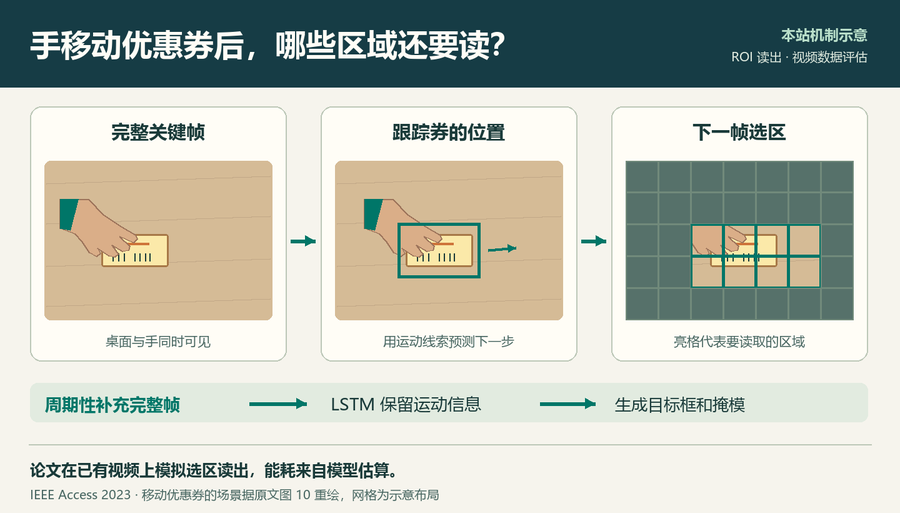 手移动优惠券后，哪些区域还要读？
本站机制示意
ROI 读出 · 视频数据评估
完整关键帧
跟踪券的位置
下一帧选区
桌面与手同时可见
用运动线索预测下一步
亮格代表要读取的区域
周期性补充完整帧
LSTM 保留运动信息
生成目标框和掩模
论文在已有视频上模拟选区读出，能耗来自模型估算。
IEEE Access 2023 · 移动优惠券的场景据原文图 10 重绘，网格为示意布局